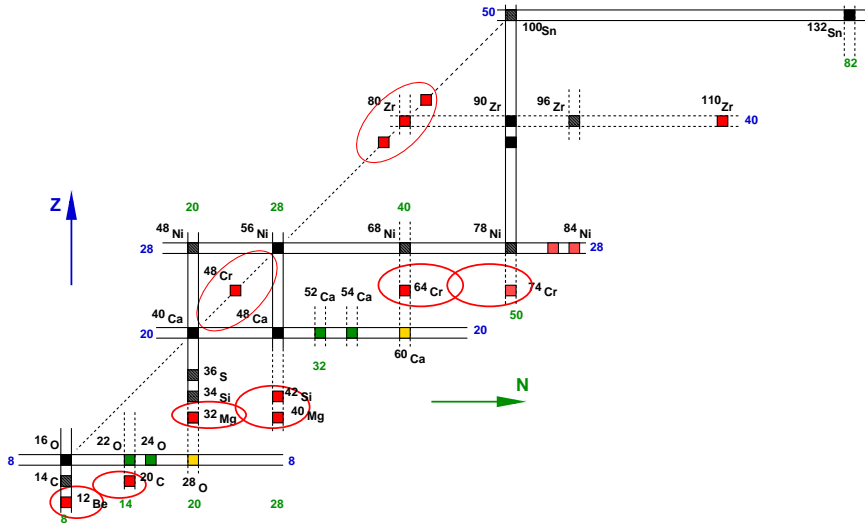 50
100Sn
132Sn
82
80Zr
90Zr
96Zr
110Zr
40
Z
20
28
40
48Ni
56Ni
68Ni
78Ni
84Ni
28
28
48Cr
64Cr
74Cr
52Ca
54Ca
40Ca
48Ca
50
20
20
60Ca
32
36S
34Si
42Si
N
32Mg
40Mg
16O
22O
24O
8
8
14C
20C
28O
12Be
8
14
20
28